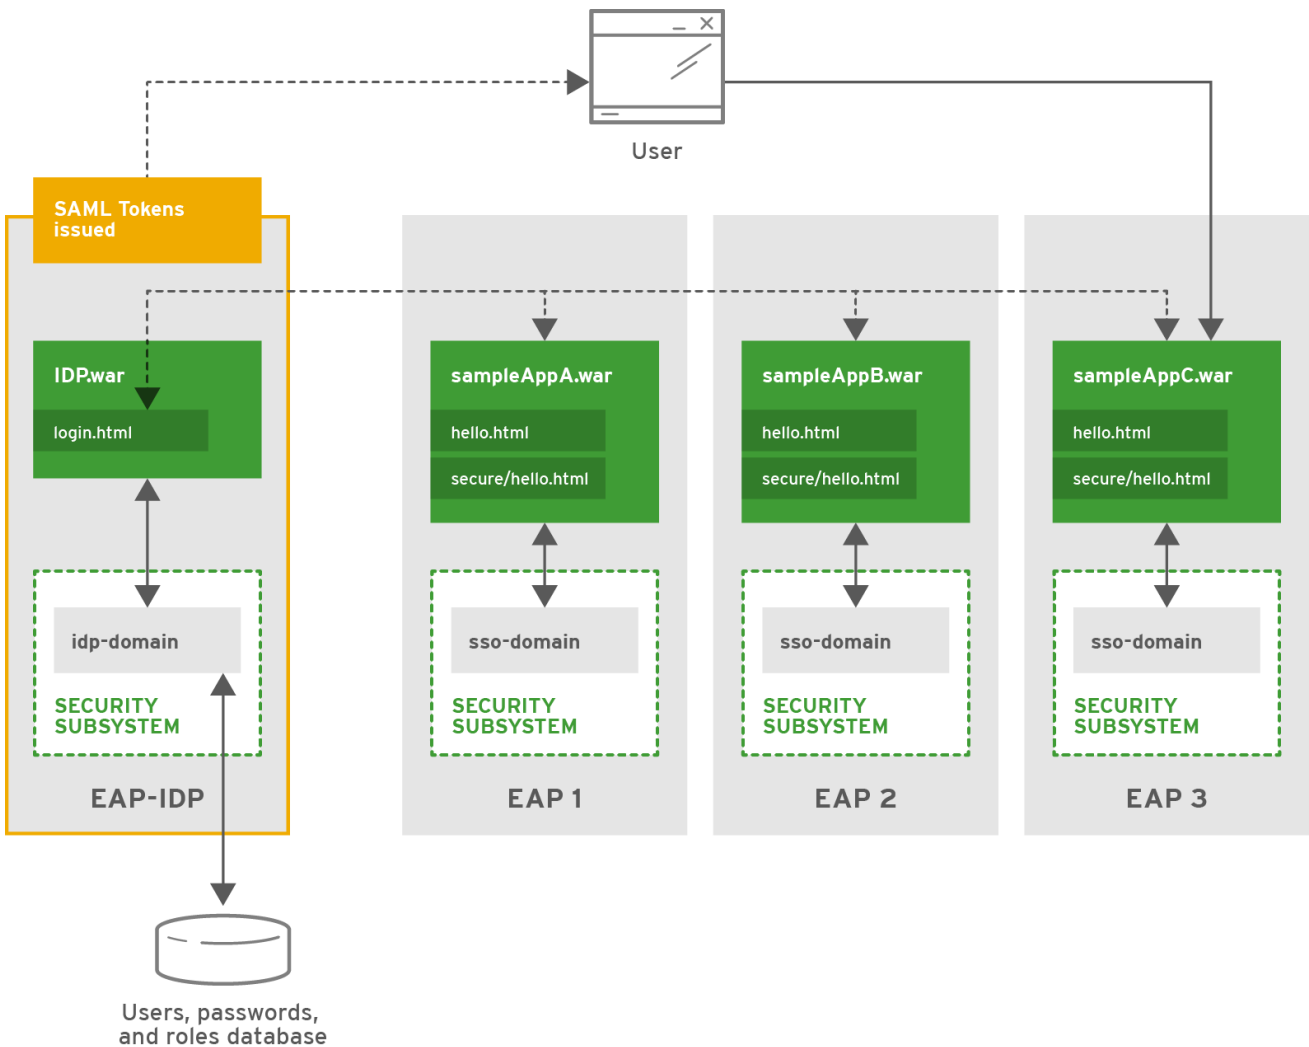 User
SAML Tokens
issued
IDP.war
login.html
idp-domain
SECURITY
SUBSYSTEM
EAP-IDP
Users, passwords,
and roles database
sampleAppA.war
hello.html
secure/hello.html
sso-domain
SECURITY
SUBSYSTEM
EAP 1
sampleAppB.war
hello.html
secure/hello.html
sso-domain
SECURITY
SUBSYSTEM
EAP 2
sampleAppC.war
hello.html
secure/hello.html
sso-domain
SECURITY
SUBSYSTEM
EAP 3